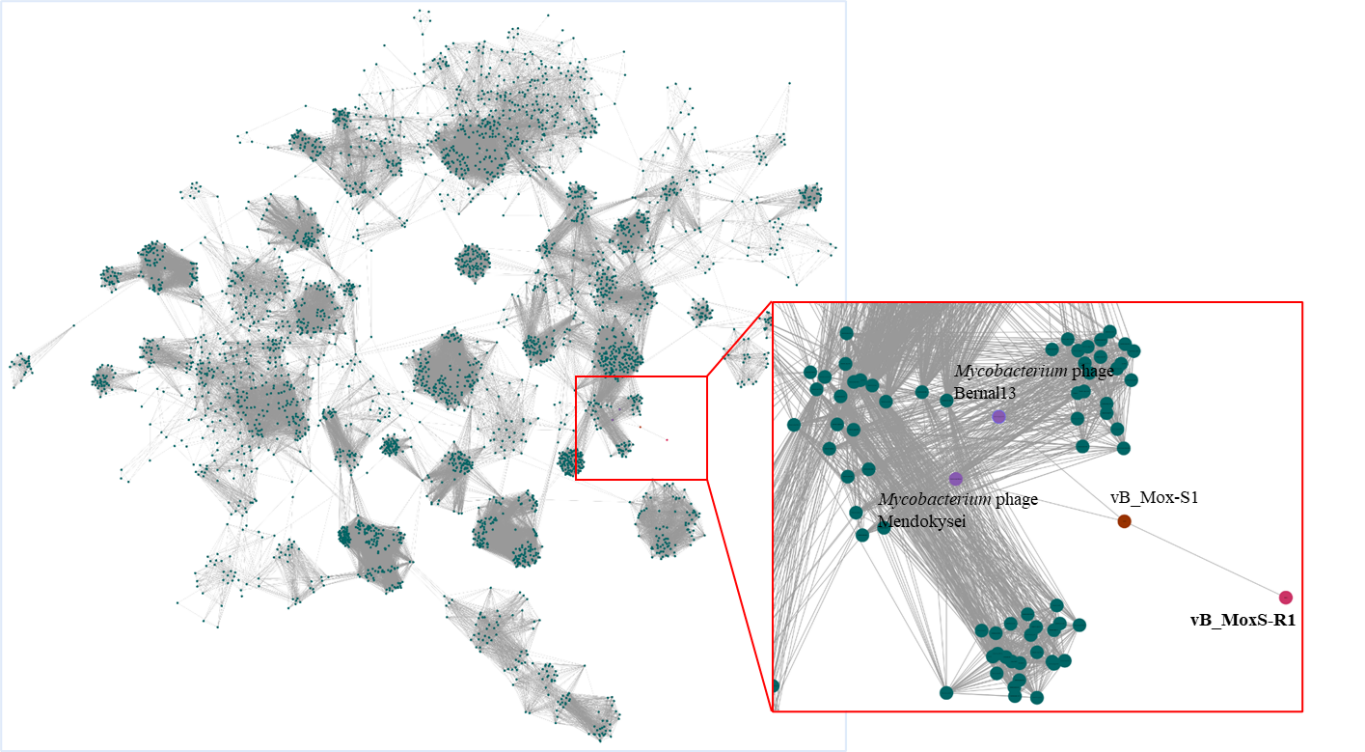 Mycobacterium phage
Bernal13
Mycobacterium phage
Mendokysei
vB_Mox-S1
vB_MoxS-R1